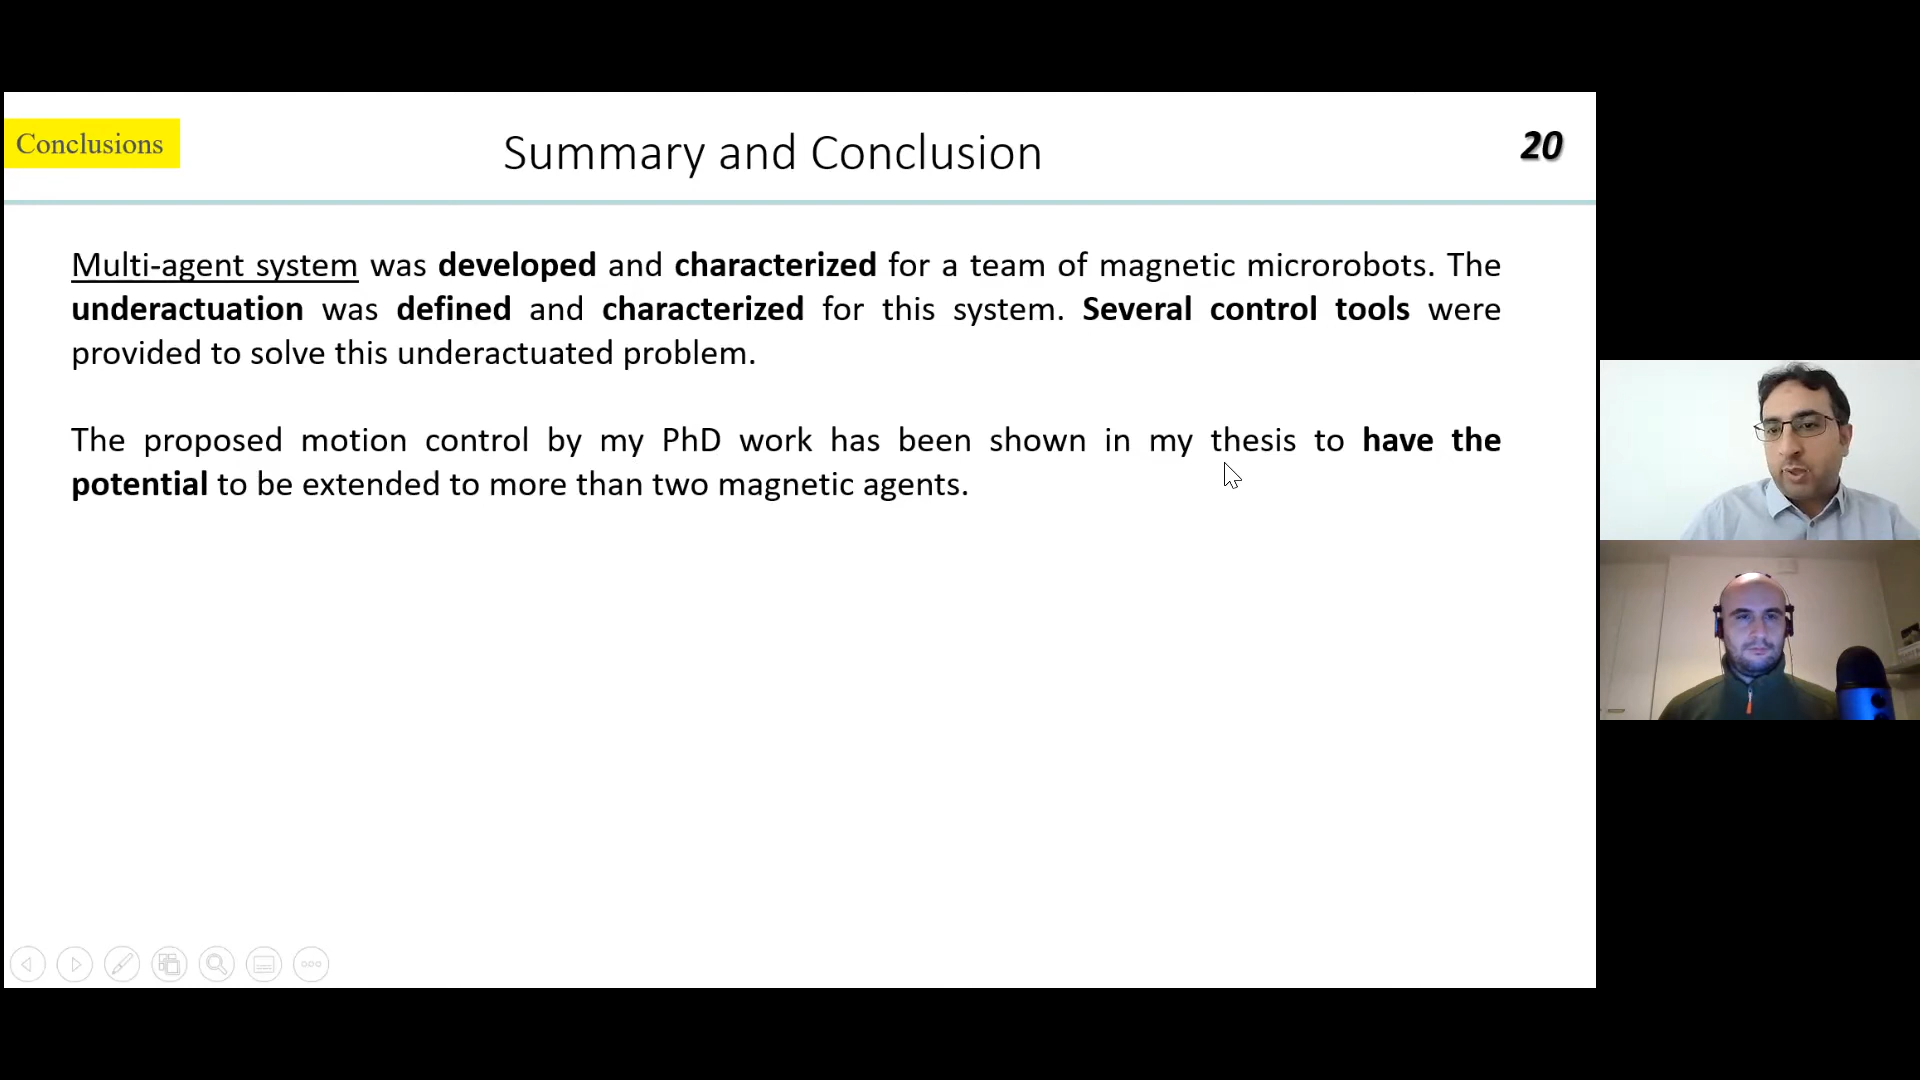 Conclusions
Summary and Conclusion
20
Multi-agent system was developed and characterized for a team of magnetic microrobots. The
underactuation was defined and characterized for this system. Several control tools were
provided to solve this underactuated problem.
The proposed motion control by my PhD work has been shown in my thesis to have the
potential to be extended to more than two magnetic agents.